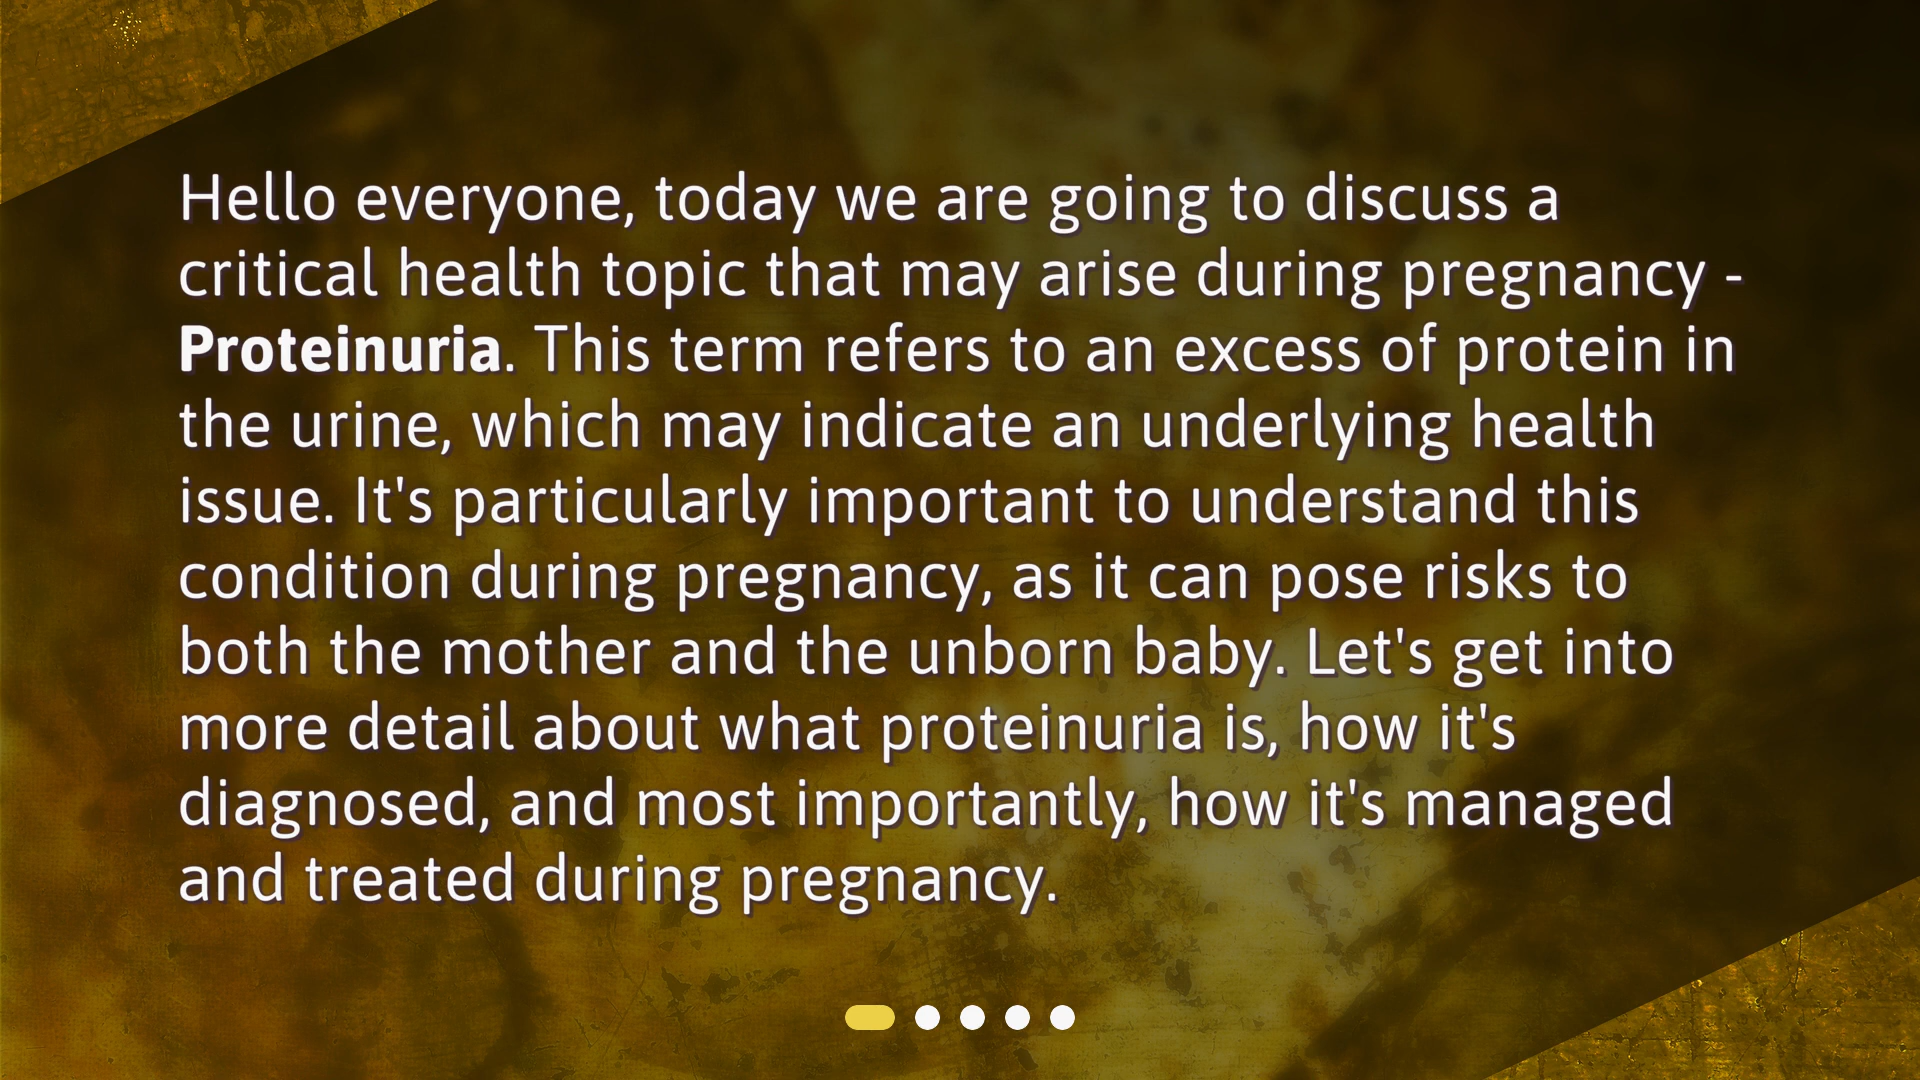 Hello everyone, today we are going to discuss a
critical health topic that may arise during pregnancy -
Proteinuria. This term refers to an excess of protein in
the urine, which may indicate an underlying health
issue. It's particularly important to understand this
condition during pregnancy, as it can pose risks to
both the mother and the unborn baby. Let's get into
more detail about what proteinuria is, how it's
diagnosed, and most importantly, how it's managed
and treated during pregnancy.